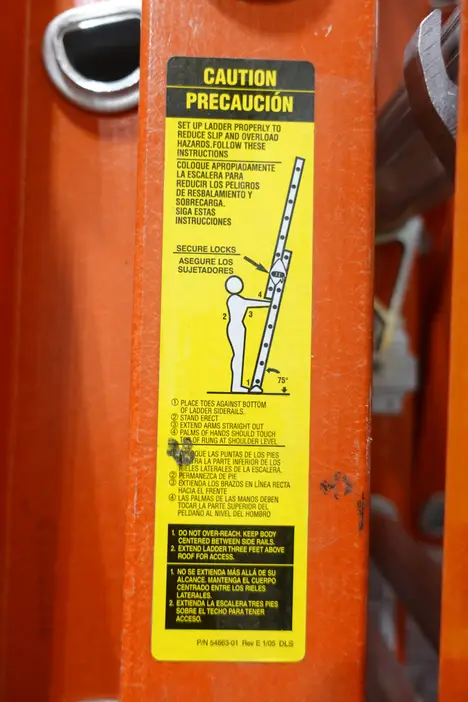 CAUTION
PRECAUCIÓN
SET UP LADDER PROPERLY TO
REDUCE SLIP AND OVERLOAD
HAZARDS.FOLLOW THESE
INSTRUCTIONS
COLOQUE APROPIADAMENTE
LA ESCALERA PARA
REDUCIR LOS PELIGROS
DE RESBALAMIENTO Y
SOBRECARGA.
SIGA ESTAS
INSTRUCCIONES
SECURE LOCKS
ASEGURE LOS
SUJETADORES
4
2
3
75°
1
① PLACE TOES AGAINST BOTTOM
OF LADDER SIDERAILS.
② STAND ERECT
③ EXTEND ARMS STRAIGHT OUT
④ PALMS OF HANDS SHOULD TOUCH
OF RUNG AT SHOULDER LEVEL
QUE LAS PUNTAS DE LOS PIES
LA PARTE INFERIOR DE LOS
RIELES LATERALES DE LA ESCALERA.
② PERMANEZCA DE PIE
③ EXTIENDA LOS BRAZOS EN LÍNEA RECTA
HACIA EL FRENTE
④ LAS PALMAS DE LAS MANOS DEBEN
TOCAR LA PARTE SUPERIOR DEL
PELDAÑO AL NIVEL DEL HOMBRO
1. DO NOT OVER-REACH. KEEP BODY
CENTERED BETWEEN SIDE RAILS.
2. EXTEND LADDER THREE FEET ABOVE
ROOF FOR ACCESS.
1. NO SE EXTIENDA MÁS ALLÁ DE SU
ALCANCE. MANTENGA EL CUERPO
CENTRADO ENTRE LOS RIELES
LATERALES.
2. EXTIENDA LA ESCALERA TRES PIES
SOBRE EL TECHO PARA TENER
ACCESO.
P/N 54863-01 Rev E 1/05 DLS